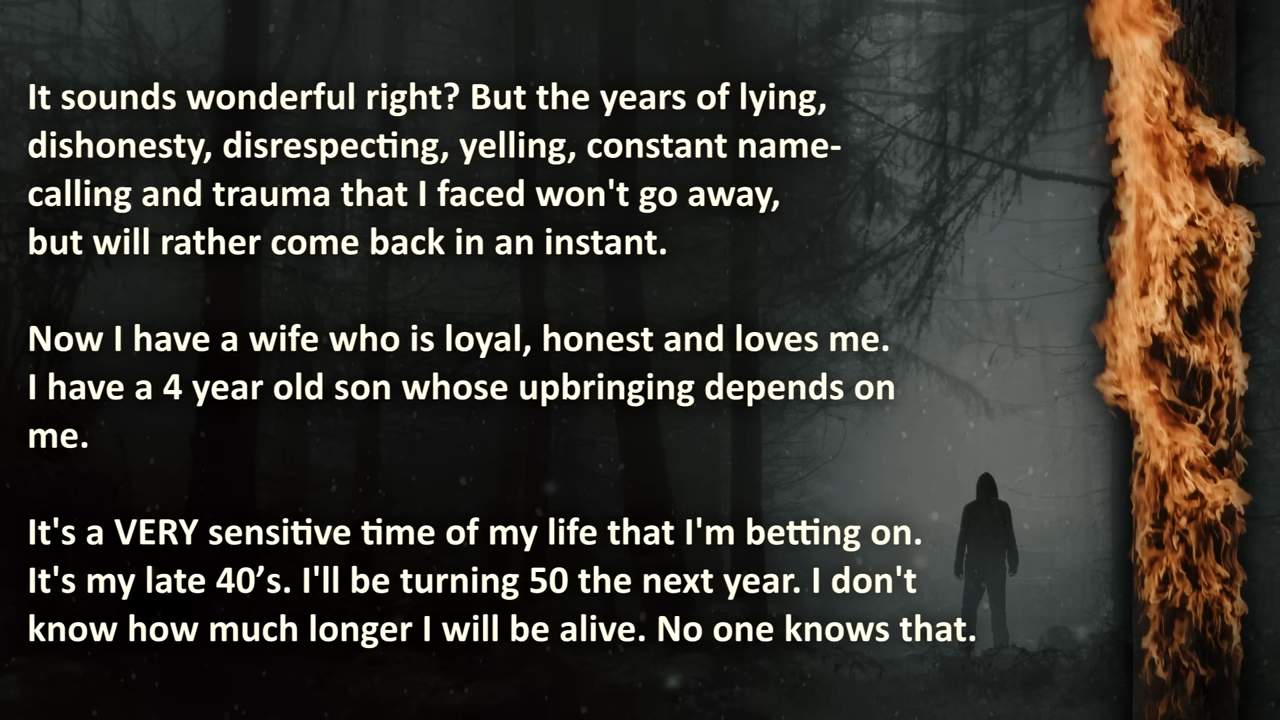 It sounds wonderful right? But the years of lying,
dishonesty, disrespecting, yelling, constant name-
calling and trauma that I faced won't go away,
but will rather come back in an instant.
Now I have a wife who is loyal, honest and loves me.
I have a 4 year old son whose upbringing depends on
me.
It's a VERY sensitive time of my life that I'm betting on.
It's my late 40’s. I'll be turning 50 the next year. I don't
know how much longer I will be alive. No one knows that.